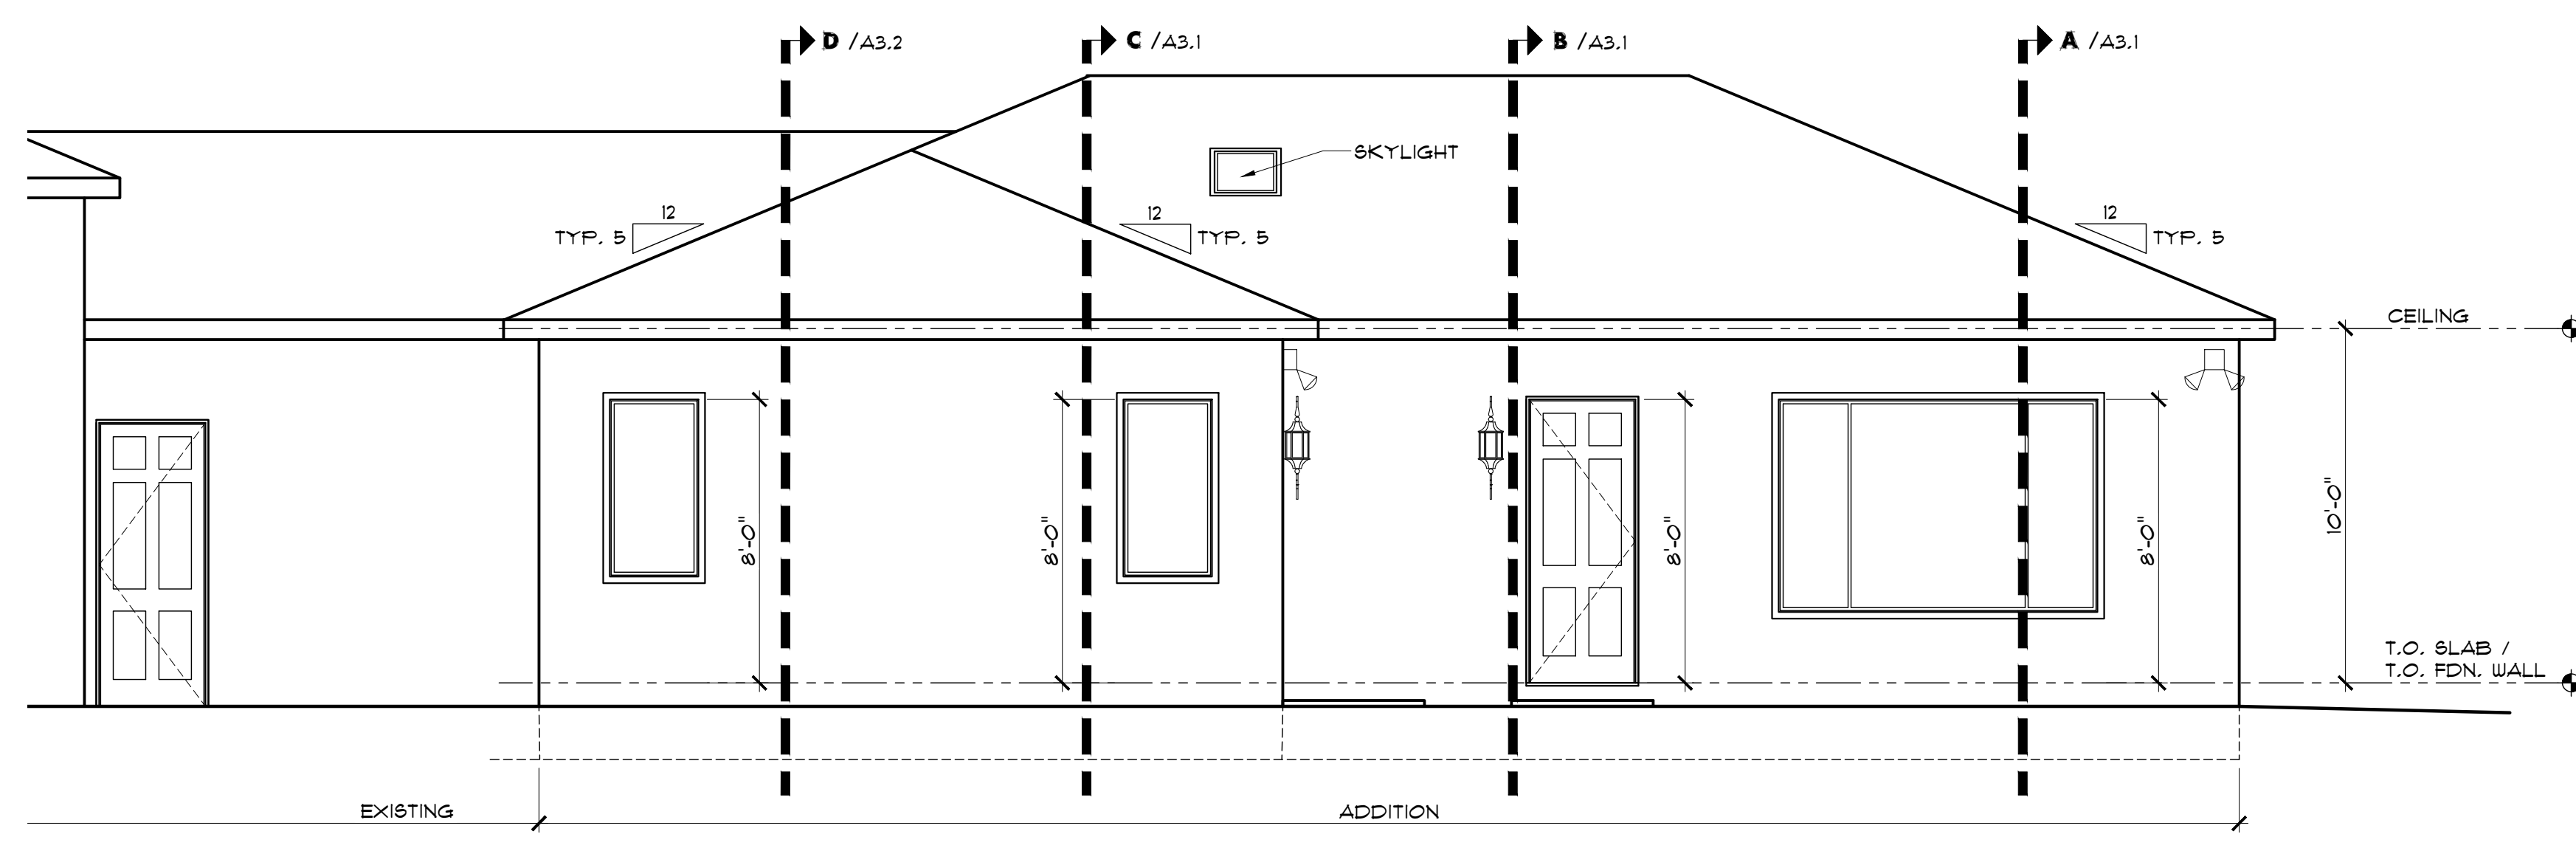 D /A3.2
C /A3.1
B /A3.1
A /A3.1
SKYLIGHT
12
TYP. 5
12
TYP. 5
12
TYP. 5
CEILING
8'-0"
8'-0"
8'-0"
8'-0"
10'-0"
T.O. SLAB /
T.O. FDN. WALL
EXISTING
ADDITION